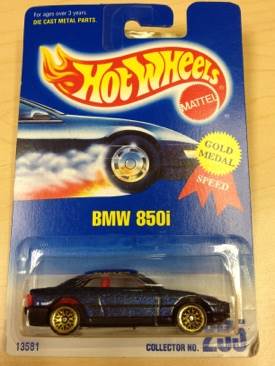 For ages over 3 years.
DIE CAST METAL PARTS.
Hot Wheels
MATTEL
GOLD
MEDAL
SPEED
BMW 850i
13581
COLLECTOR NO.